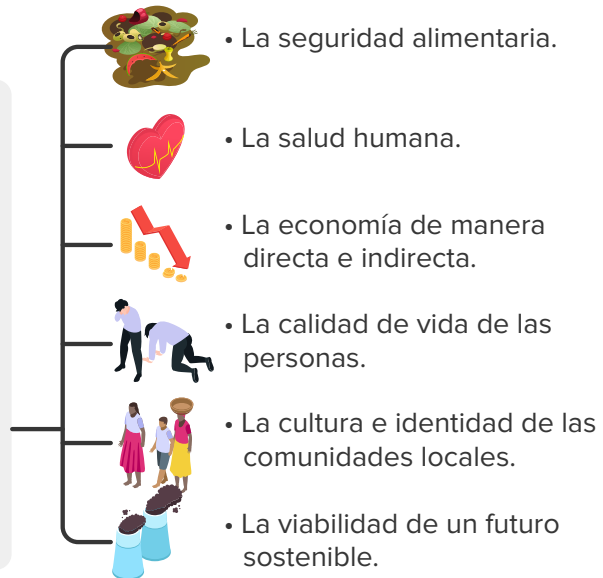 • La seguridad alimentaria.
• La salud humana.
• La economía de manera
directa e indirecta.
• La calidad de vida de las
personas.
• La cultura e identidad de las
comunidades locales.
• La viabilidad de un futuro
sostenible.